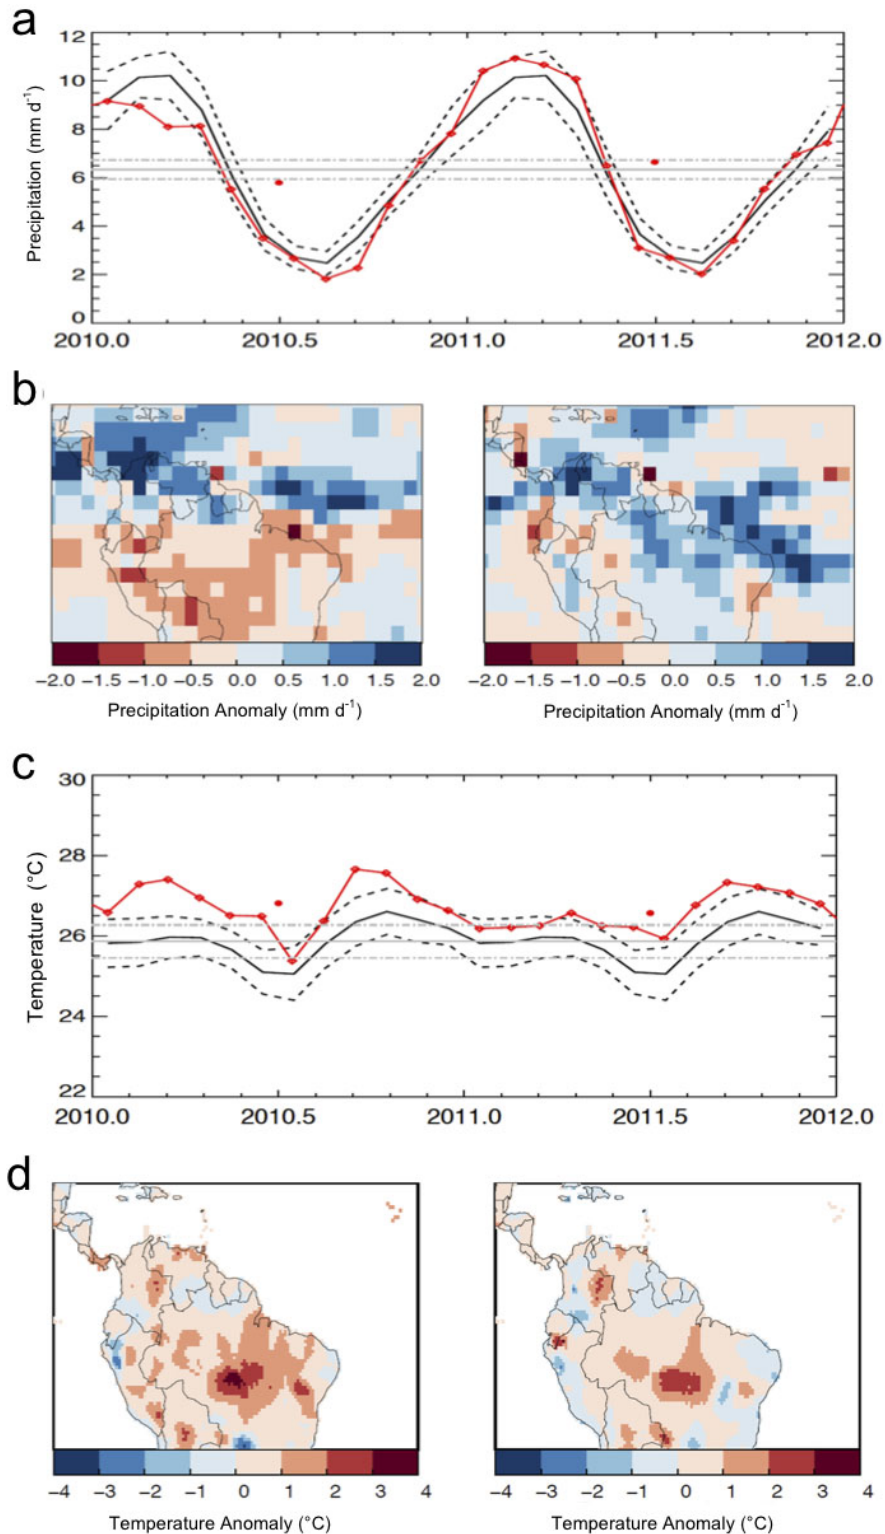 a
Precipitation (mm d⁻¹)
12
10
8
6
4
2
0
2010.0 2010.5 2011.0 2011.5 2012.0
b
−2.0 −1.5 −1.0 −0.5 0.0 0.5 1.0 1.5 2.0
Precipitation Anomaly (mm d⁻¹)
−2.0 −1.5 −1.0 −0.5 0.0 0.5 1.0 1.5 2.0
Precipitation Anomaly (mm d⁻¹)
c
Temperature (°C)
30
28
26
24
22
2010.0 2010.5 2011.0 2011.5 2012.0
d
−4 −3 −2 −1 0 1 2 3 4
Temperature Anomaly (°C)
−4 −3 −2 −1 0 1 2 3 4
Temperature Anomaly (°C)